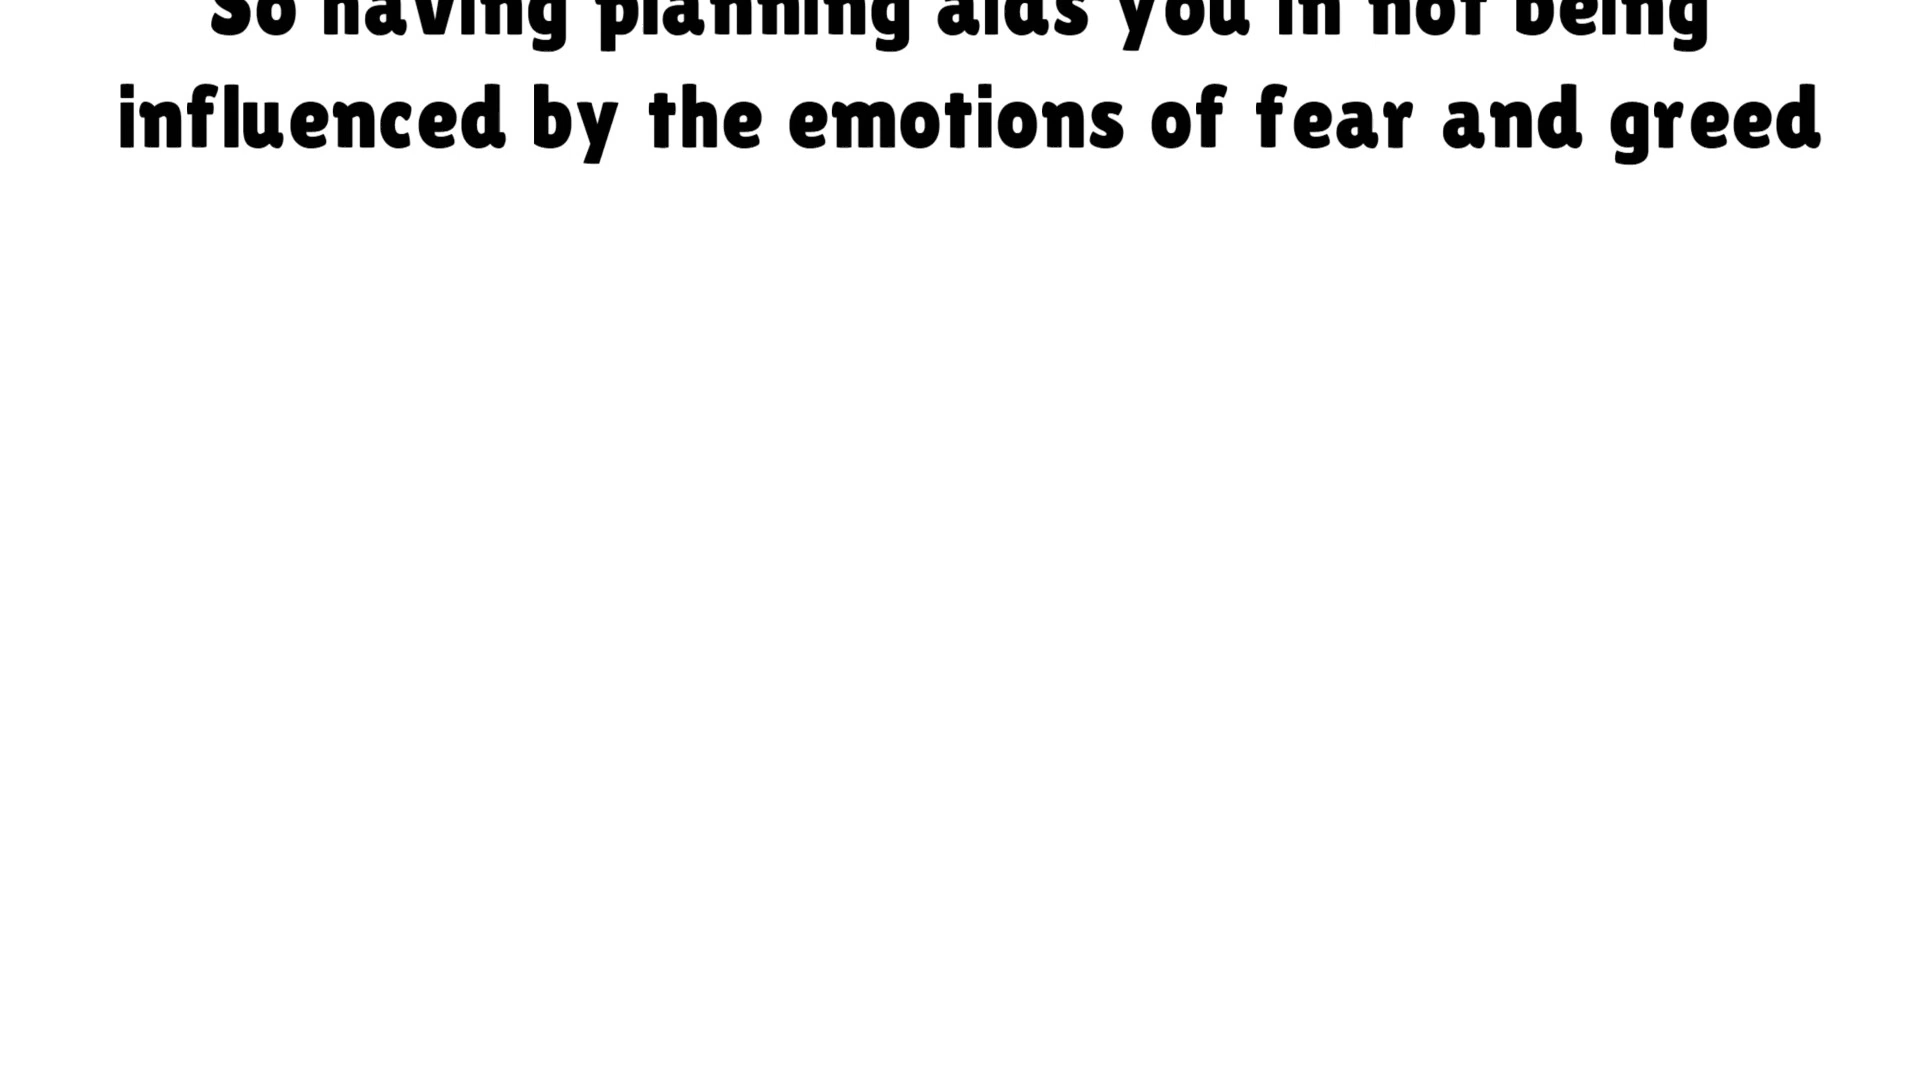 So having planning aids you in not being
influenced by the emotions of fear and greed